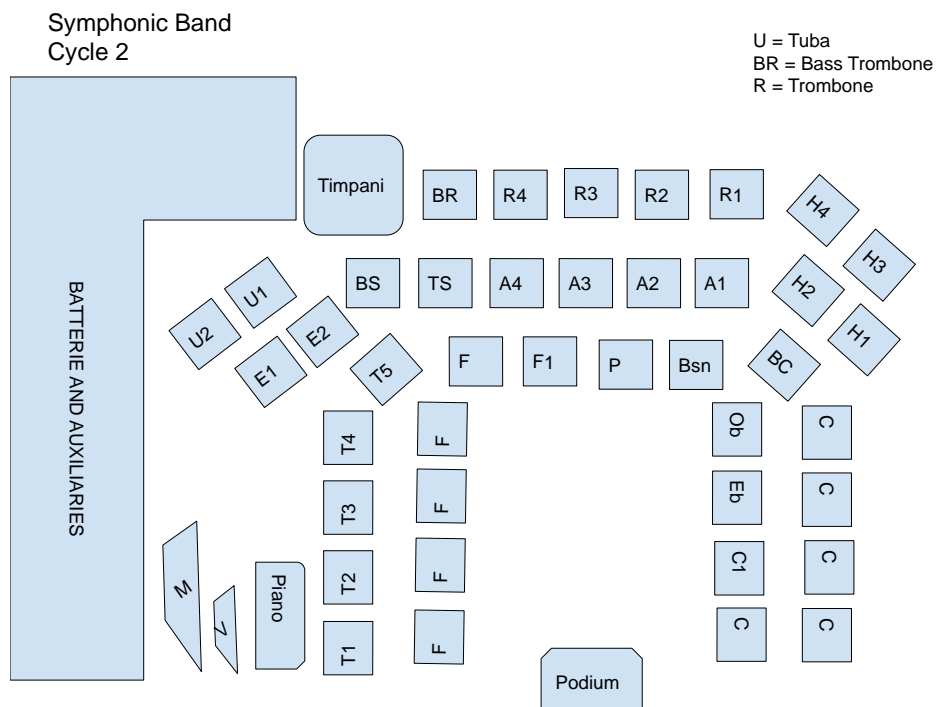 Symphonic Band
Cycle 2
U = Tuba
BR = Bass Trombone
R = Trombone
Timpani
BR
R4
R3
R2
R1
H4
H3
H2
H1
BS
TS
A4
A3
A2
A1
U1
U2
E2
E1
T5
F
F1
P
Bsn
BC
BATTERIE AND AUXILIARIES
T4
F
Ob
C
T3
F
Eb
C
T2
F
C1
C
T1
F
C
C
M
V
Piano
Podium